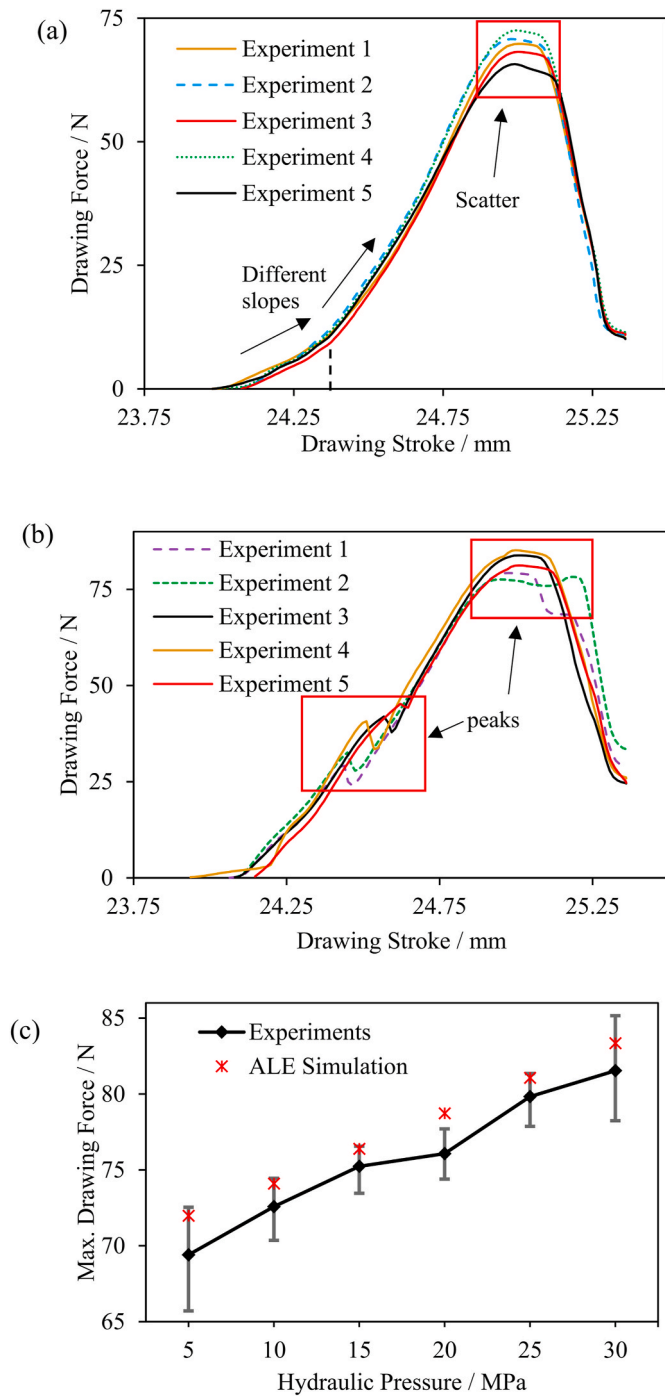 (a)
75
50
25
0
Drawing Force / N
Experiment 1
Experiment 2
Experiment 3
Experiment 4
Experiment 5
Scatter
Different
slopes
23.75 24.25 24.75 25.25
Drawing Stroke / mm
(b)
75
50
25
0
Drawing Force / N
Experiment 1
Experiment 2
Experiment 3
Experiment 4
Experiment 5
peaks
23.75 24.25 24.75 25.25
Drawing Stroke / mm
(c)
85
80
75
70
65
Max. Drawing Force / N
Experiments
ALE Simulation
5 10 15 20 25 30
Hydraulic Pressure / MPa